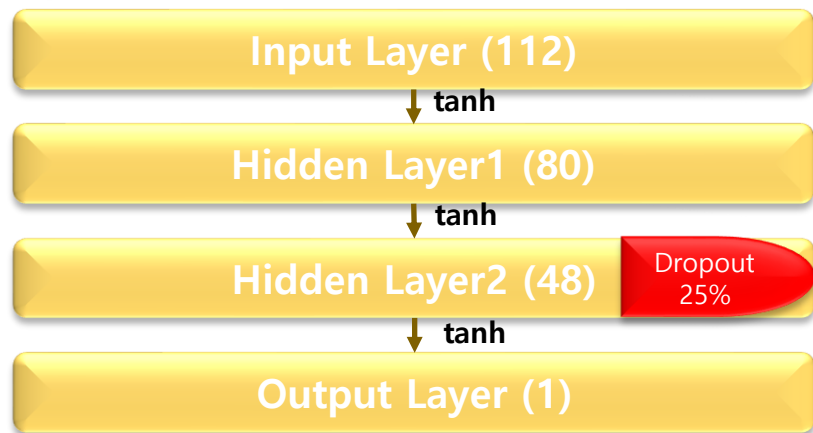 Input Layer (112)
tanh
Hidden Layer1 (80)
tanh
Hidden Layer2 (48)
Dropout
25%
tanh
Output Layer (1)